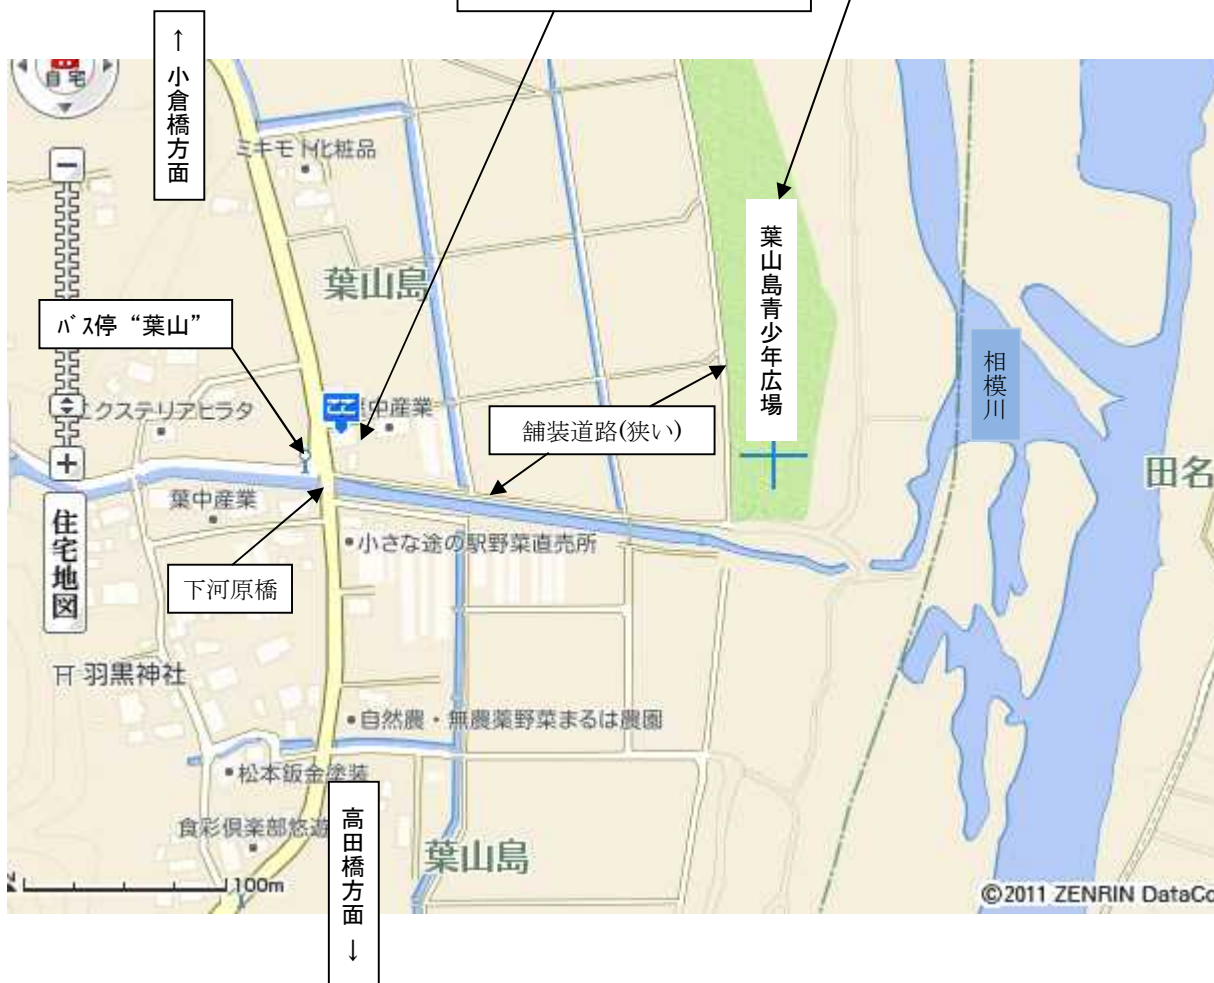 ↑ 小倉橋方面
自宅
ミキモト化粧品
葉山島
バス停 “葉山”
葉山島青少年広場
相模川
エクステリアヒラタ
ここ
中産業
舗装道路(狭い)
田名
葉中産業
小さな途の駅野菜直売所
住宅地図
下河原橋
羽黒神社
自然農・無農薬野菜まるは農園
松本鈑金塗装
高田橋方面 ↓
食彩倶楽部悠遊
葉山島
100m
©2011 ZENRIN DataCo